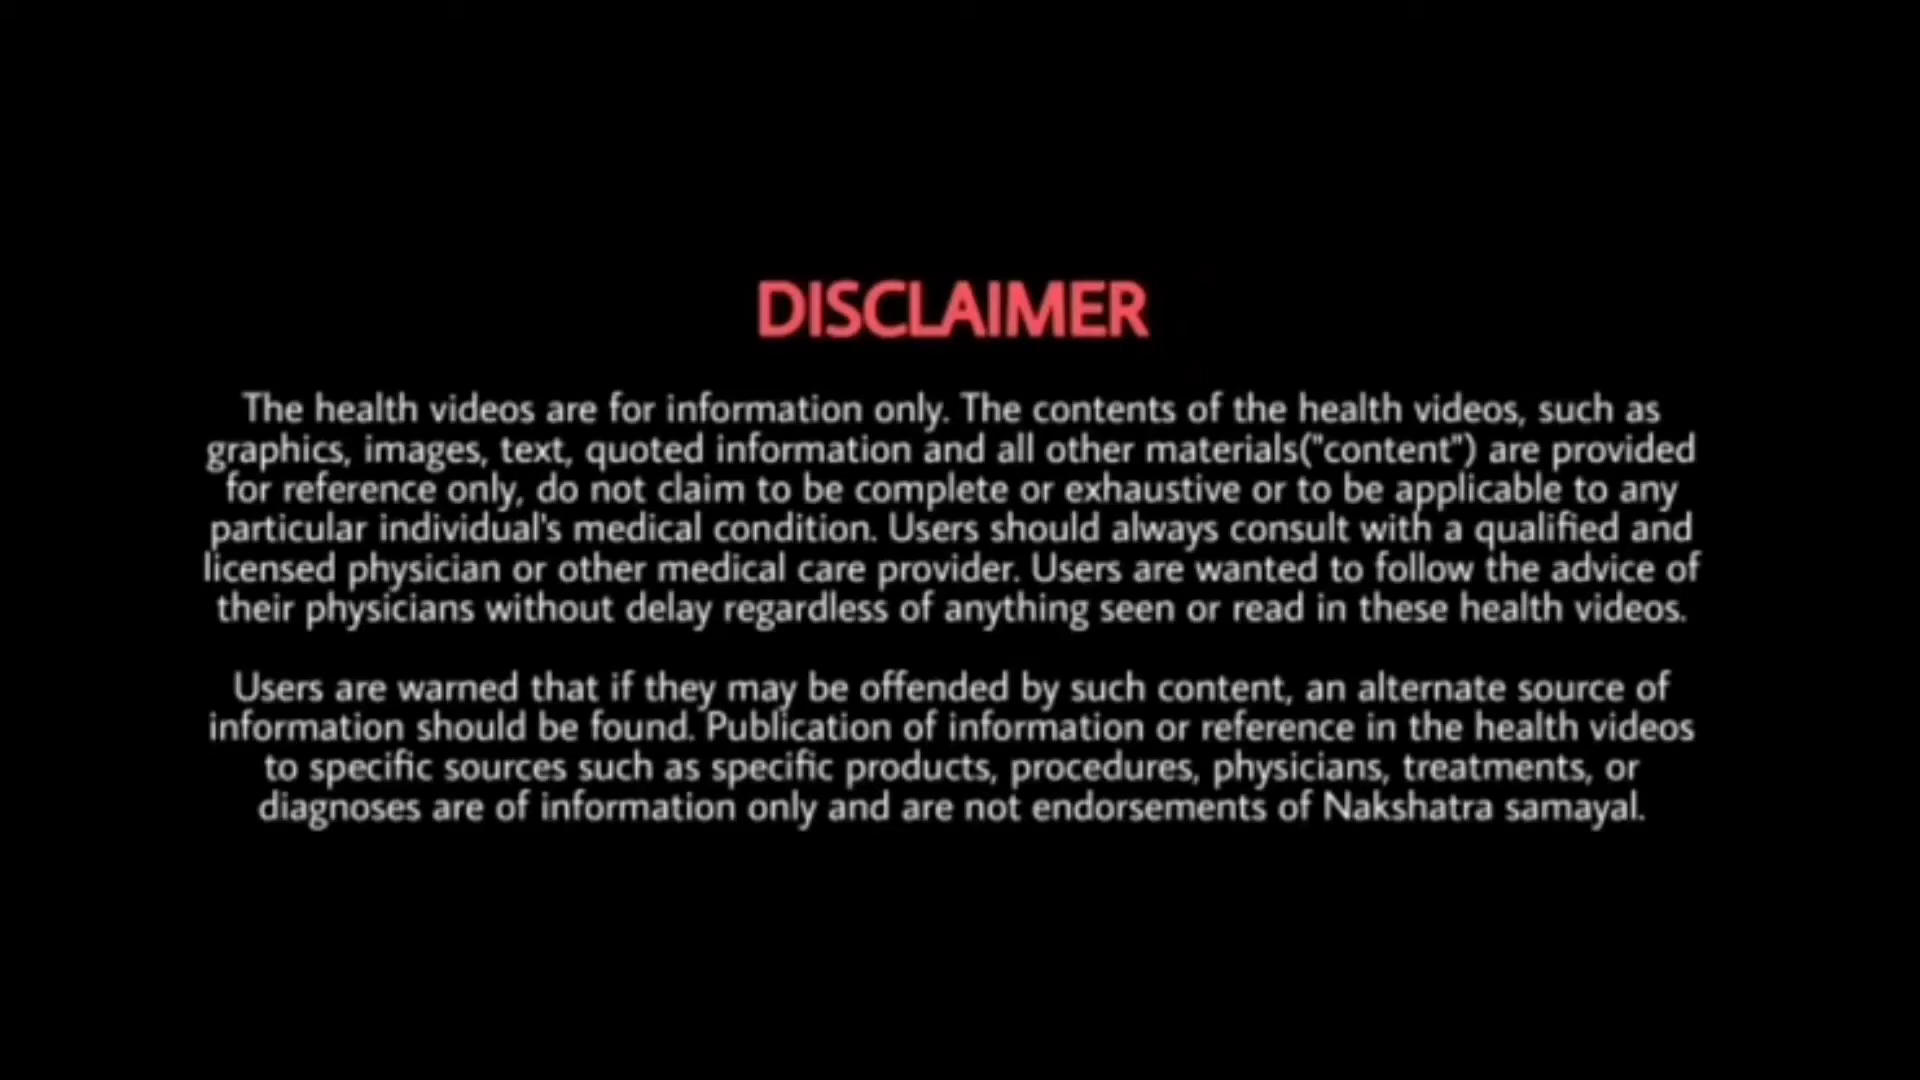 DISCLAIMER
The health videos are for information only. The contents of the health videos, such as
graphics, images, text, quoted information and all other materials("content") are provided
for reference only, do not claim to be complete or exhaustive or to be applicable to any
particular individual's medical condition. Users should always consult with a qualified and
licensed physician or other medical care provider. Users are wanted to follow the advice of
their physicians without delay regardless of anything seen or read in these health videos.
Users are warned that if they may be offended by such content, an alternate source of
information should be found. Publication of information or reference in the health videos
to specific sources such as specific products, procedures, physicians, treatments, or
diagnoses are of information only and are not endorsements of Nakshatra samayal.